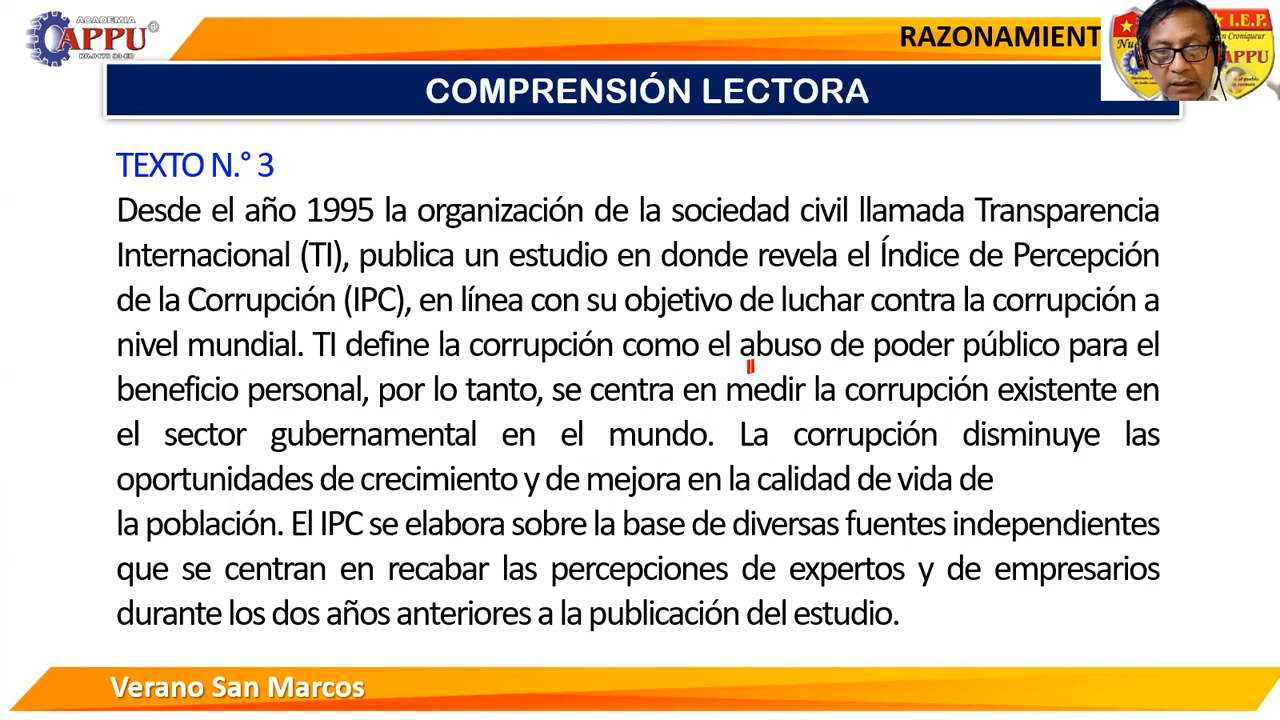 ACADEMIA
APPU®
RAZONAMIENT
I.E.P.
APPU
COMPRENSIÓN LECTORA
TEXTO N.° 3
Desde el año 1995 la organización de la sociedad civil llamada Transparencia
Internacional (TI), publica un estudio en donde revela el Índice de Percepción
de la Corrupción (IPC), en línea con su objetivo de luchar contra la corrupción a
nivel mundial. TI define la corrupción como el abuso de poder público para el
beneficio personal, por lo tanto, se centra en medir la corrupción existente en
el sector gubernamental en el mundo. La corrupción disminuye las
oportunidades de crecimiento y de mejora en la calidad de vida de
la población. El IPC se elabora sobre la base de diversas fuentes independientes
que se centran en recabar las percepciones de expertos y de empresarios
durante los dos años anteriores a la publicación del estudio.
Verano San Marcos